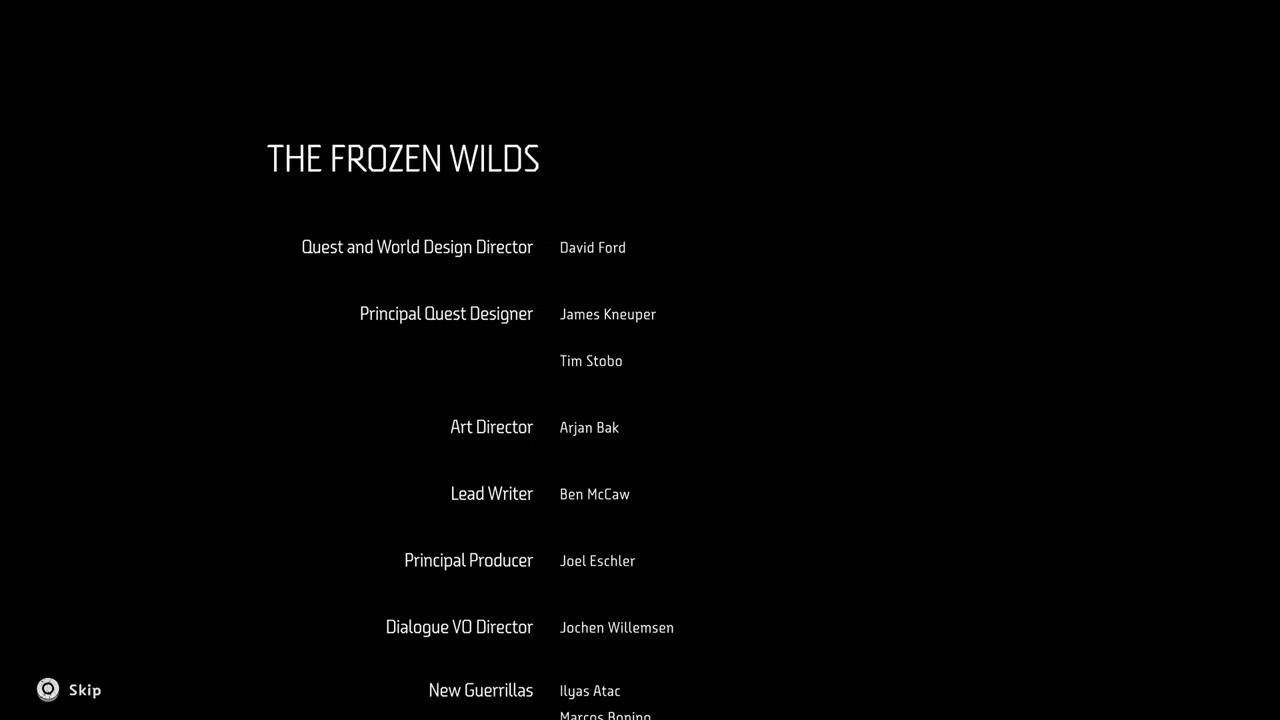 THE FROZEN WILDS
Quest and World Design Director David Ford
Principal Quest Designer James Kneuper
Tim Stobo
Art Director Arjan Bak
Lead Writer Ben McCaw
Principal Producer Joel Eschler
Dialogue VO Director Jochen Willemsen
New Guerrillas Ilyas Atac
Marcos Bonino
Skip